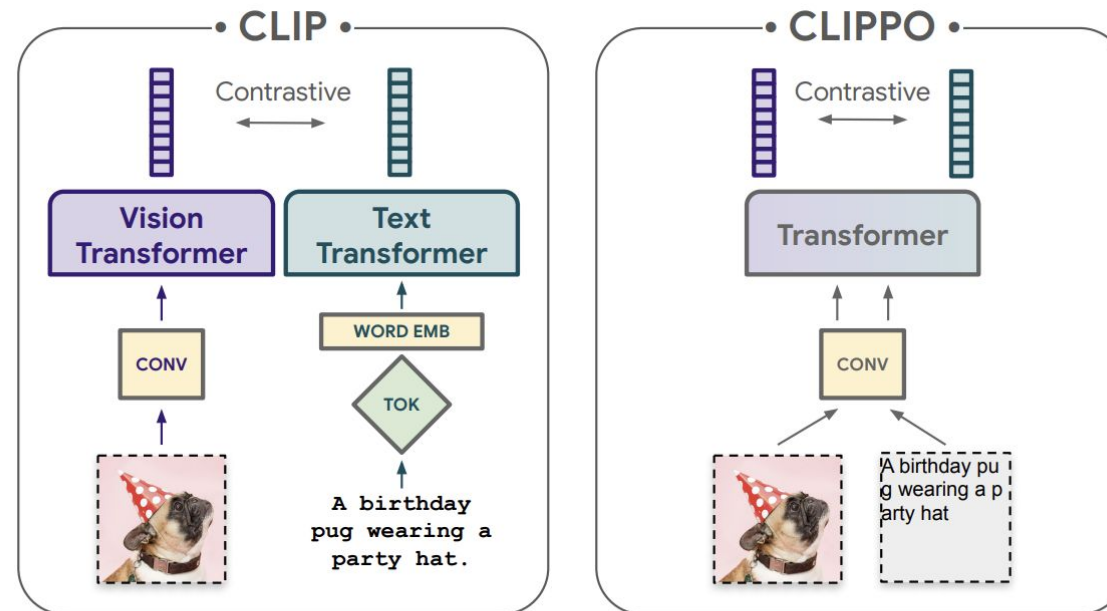 • CLIP •
Contrastive
Vision
Transformer
Text
Transformer
WORD EMB
CONV
TOK
A birthday
pug wearing a
party hat.
• CLIPPO •
Contrastive
Transformer
CONV
A birthday pu
g wearing a p
arty hat